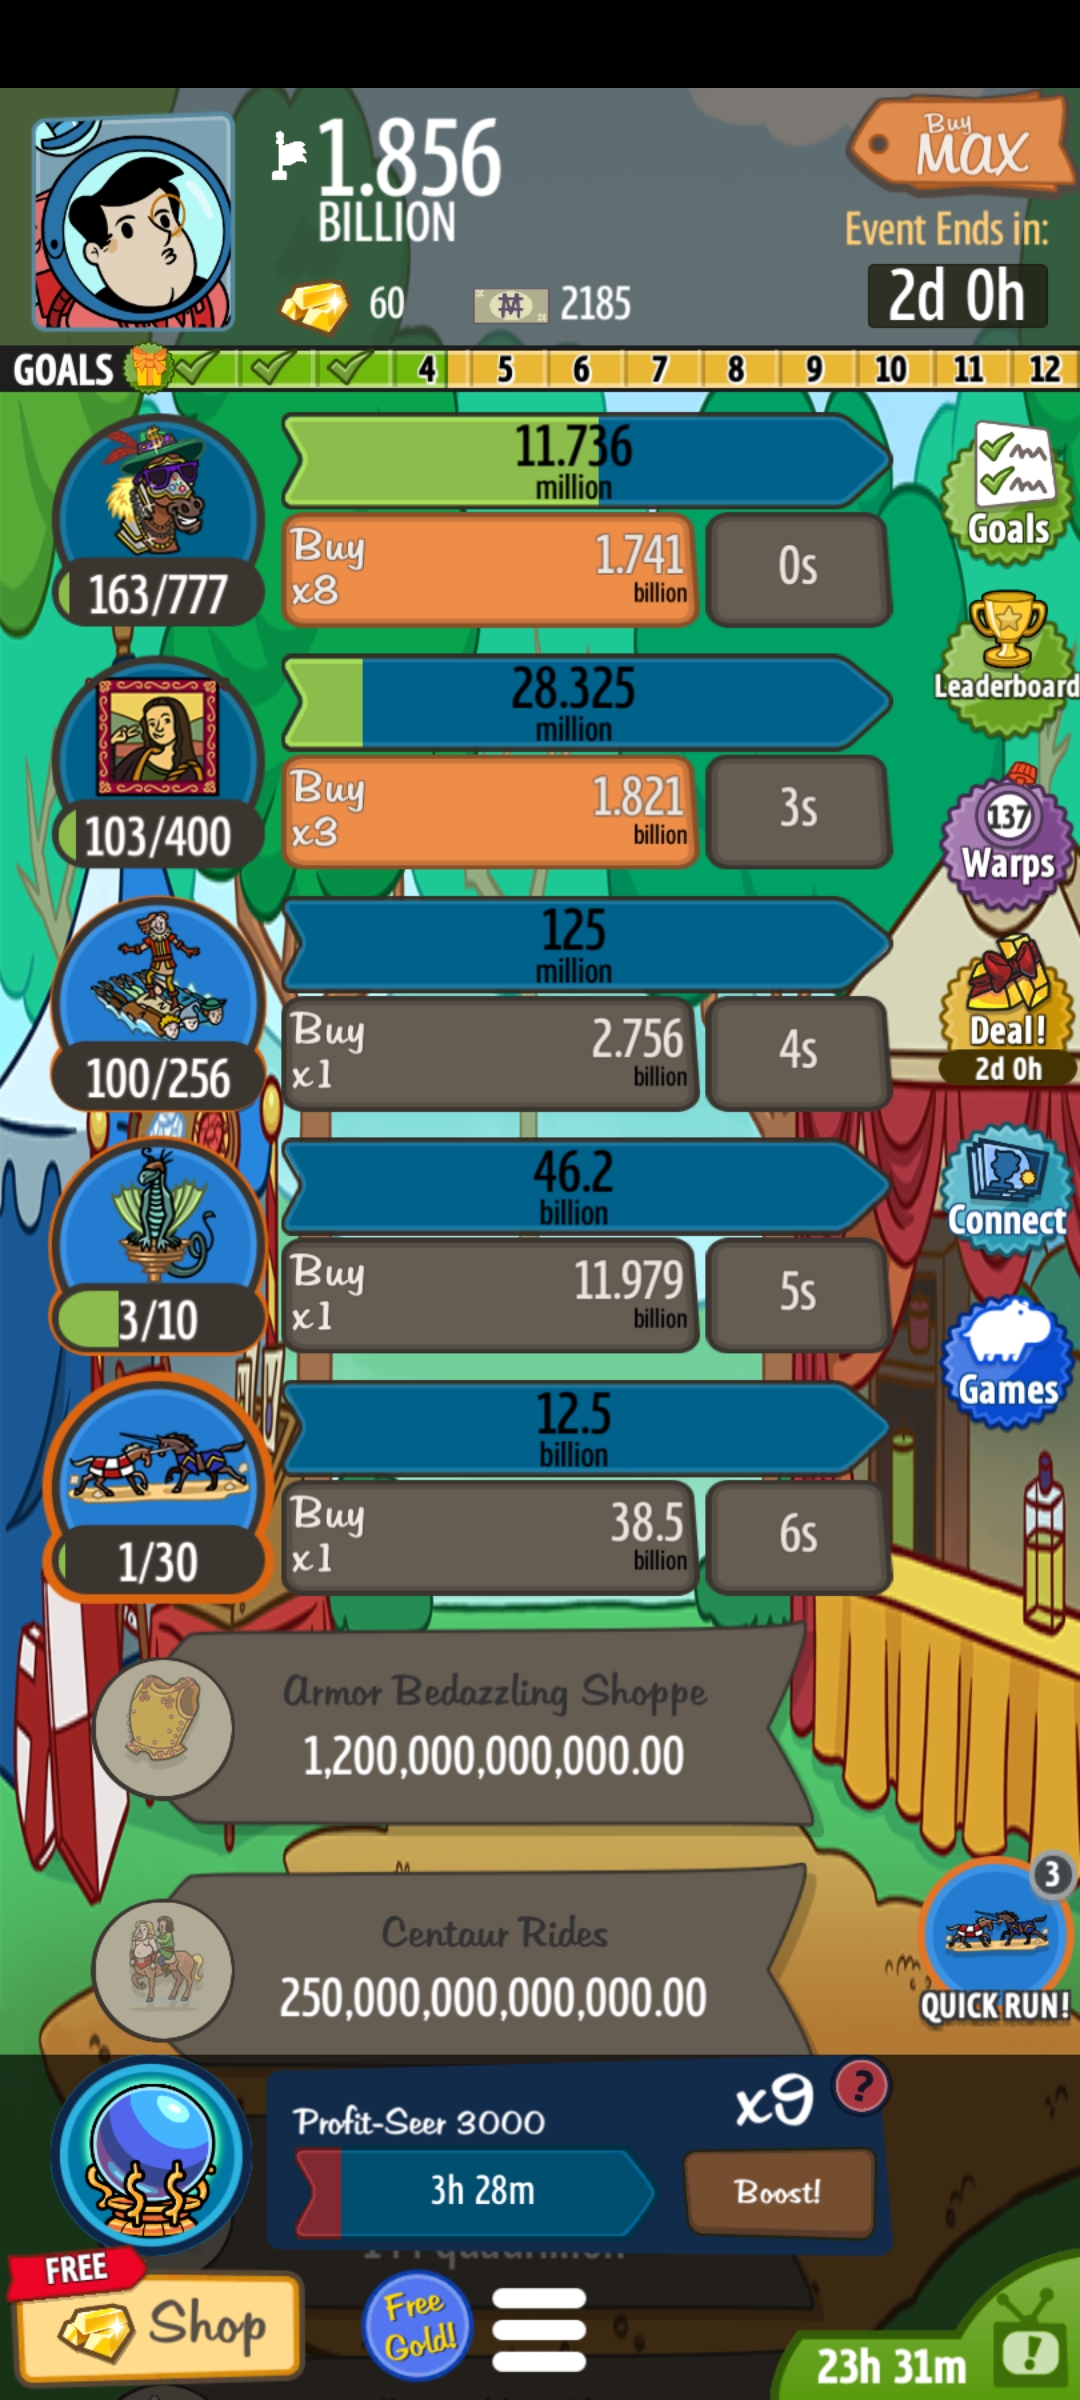 1.856
BILLION
Buy
MAX
Event Ends in:
2d 0h
60
2185
GOALS 4 5 6 7 8 9 10 11 12
11.736
million
Buy
x8
1.741
billion
0s
163/777
Goals
28.325
million
Buy
x3
1.821
billion
3s
103/400
Leaderboard
137
Warps
125
million
Buy
x1
2.756
billion
4s
100/256
Deal!
2d 0h
46.2
billion
Buy
x1
11.979
billion
5s
3/10
Connect
Games
12.5
billion
Buy
x1
38.5
billion
6s
1/30
Armor Bedazzling Shoppe
1,200,000,000,000.00
Centaur Rides
250,000,000,000,000.00
3
QUICK RUN!
Profit-Seer 3000
x9
?
3h 28m
Boost!
FREE
Shop
Free
Gold!
23h 31m
!